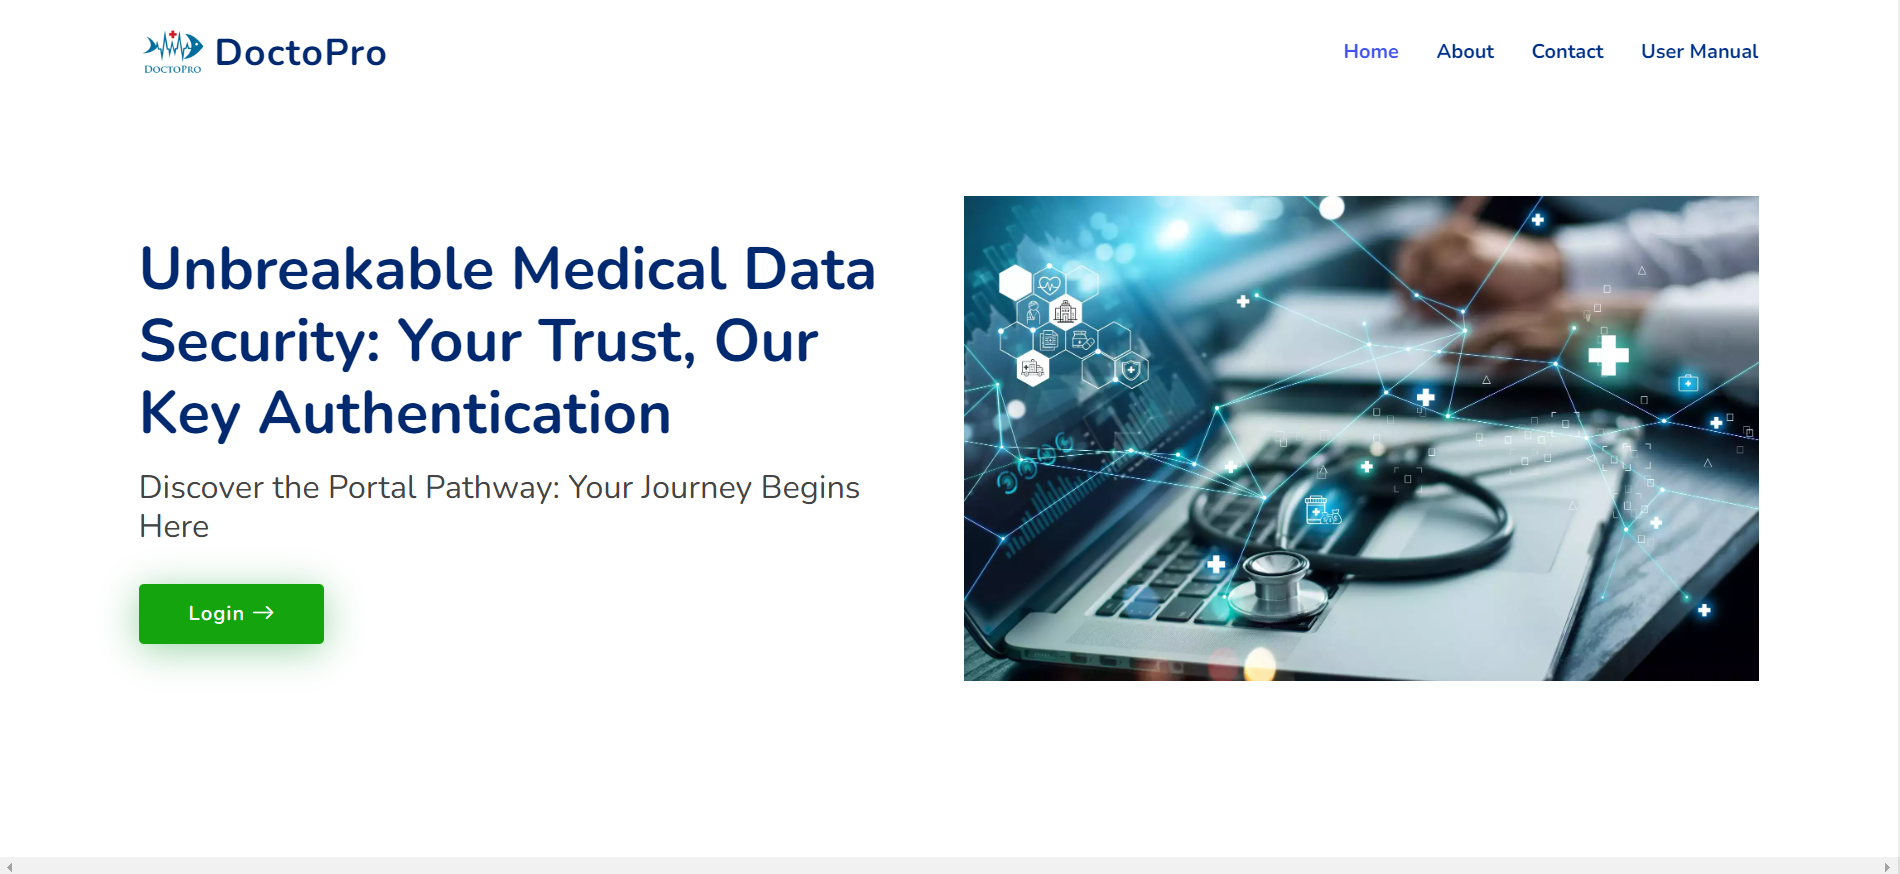 DOCTOPRO
DoctoPro
Home
About
Contact
User Manual
Unbreakable Medical Data
Security: Your Trust, Our
Key Authentication
Discover the Portal Pathway: Your Journey Begins
Here
Login →